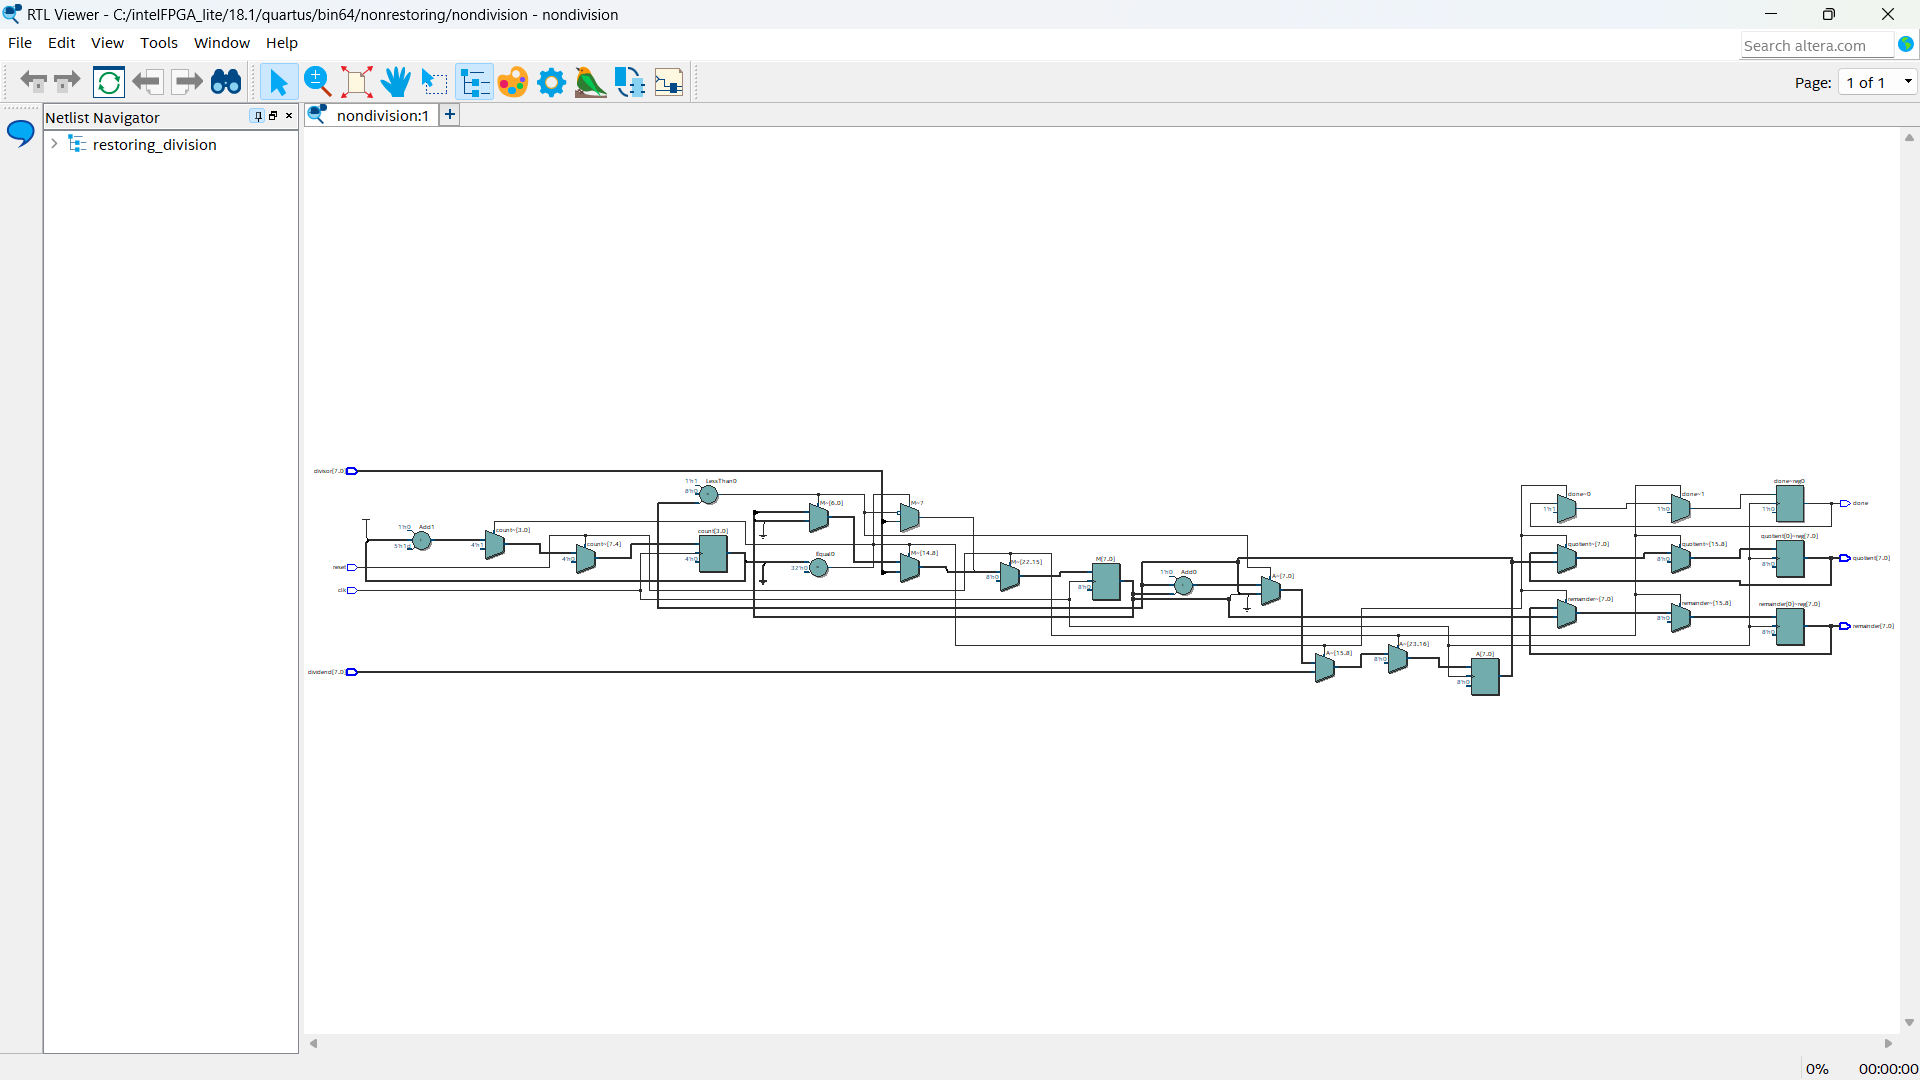 RTL Viewer - C:/intelFPGA_lite/18.1/quartus/bin64/nonrestoring/nondivision - nondivision
File Edit View Tools Window Help
Search altera.com
Page: 1 of 1
Netlist Navigator
nondivision:1
restoring_division
divisor[7..0]
1'h1 LessThan0
8'h0
M~[6..0]
M~7
done~0
done~1
done~reg0
1'h1
1'h0
1'h0
done
1'h0 Add1
count~[3..0]
count[3..0]
5'h1
4'h1
count~[7..4]
4'h0
4'h0
Equal0
32'h0
M~[14..8]
M~[22..15]
8'h0
M[7..0]
8'h0
1'h0 Add0
A~[7..0]
quotient~[7..0]
quotient~[15..8]
quotient[0]~reg[7..0]
8'h0
8'h0
quotient[7..0]
reset
clk
remainder~[7..0]
remainder~[15..8]
remainder[0]~reg[7..0]
8'h0
8'h0
remainder[7..0]
A~[15..8]
A~[23..16]
8'h0
A[7..0]
8'h0
dividend[7..0]
0% 00:00:00